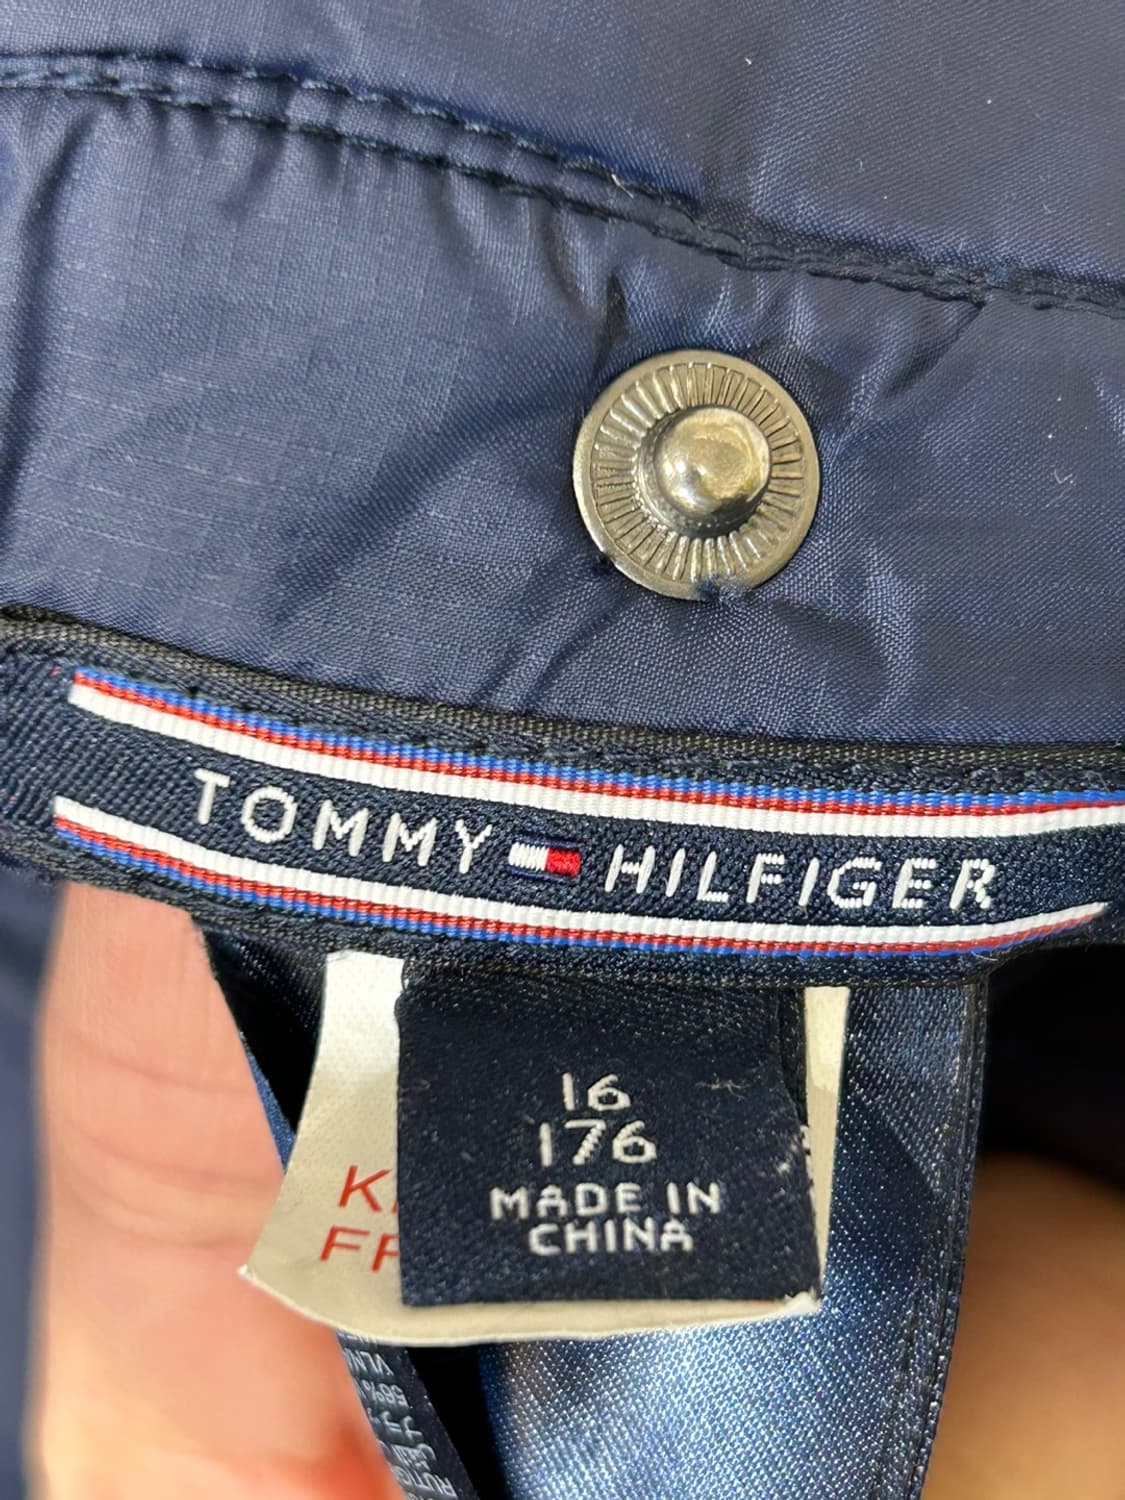 TOMMY HILFIGER
16
176
MADE IN
CHINA